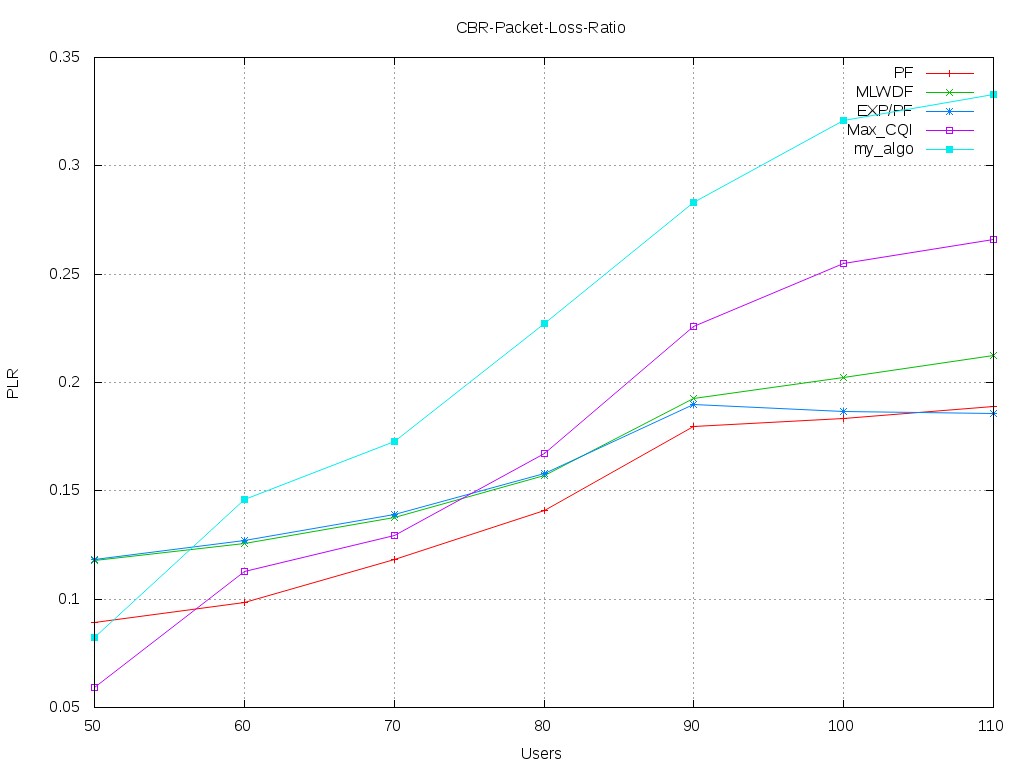 CBR-Packet-Loss-Ratio
0.35
0.3
0.25
0.2
0.15
0.1
0.05
PLR
PF
MLWDF
EXP/PF
Max_CQI
my_algo
50 60 70 80 90 100 110
Users